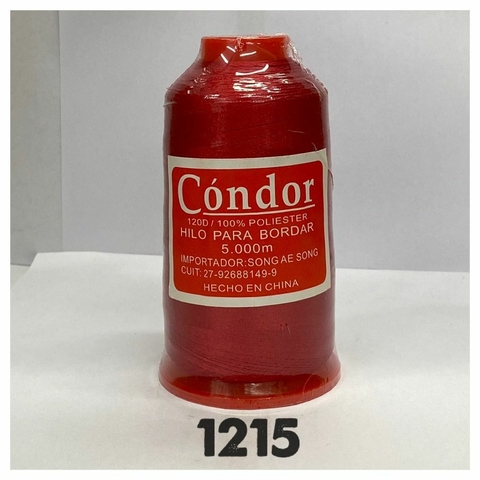 Cóndor
120D / 100% POLIESTER
HILO PARA BORDAR
5.000m
IMPORTADOR:SONG AE SONG
CUIT: 27-92688149-9
HECHO EN CHINA
1215